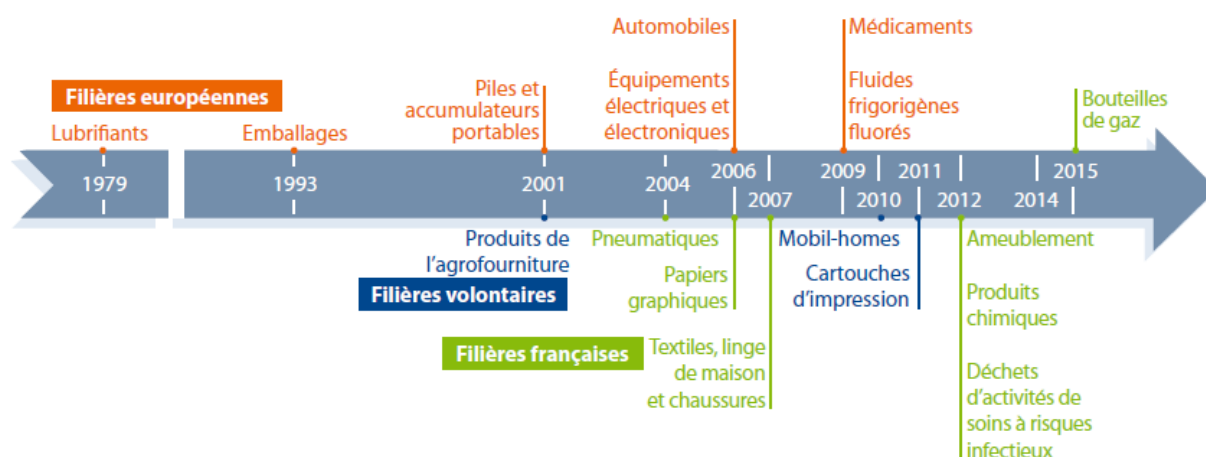 Automobiles
Médicaments
Filières européennes
Piles et
accumulateurs
portables
Équipements
électriques et
électroniques
Fluides
frigorigènes
fluorés
Bouteilles
de gaz
Lubrifiants
Emballages
1979
1993
2001
2004
2006
2007
2009
2010
2011
2012
2014
2015
Produits de
l'agrofourniture
Filières volontaires
Pneumatiques
Papiers
graphiques
Mobil-homes
Cartouches
d'impression
Ameublement
Produits
chimiques
Filières françaises
Textiles, linge
de maison
et chaussures
Déchets
d'activités de
soins à risques
infectieux